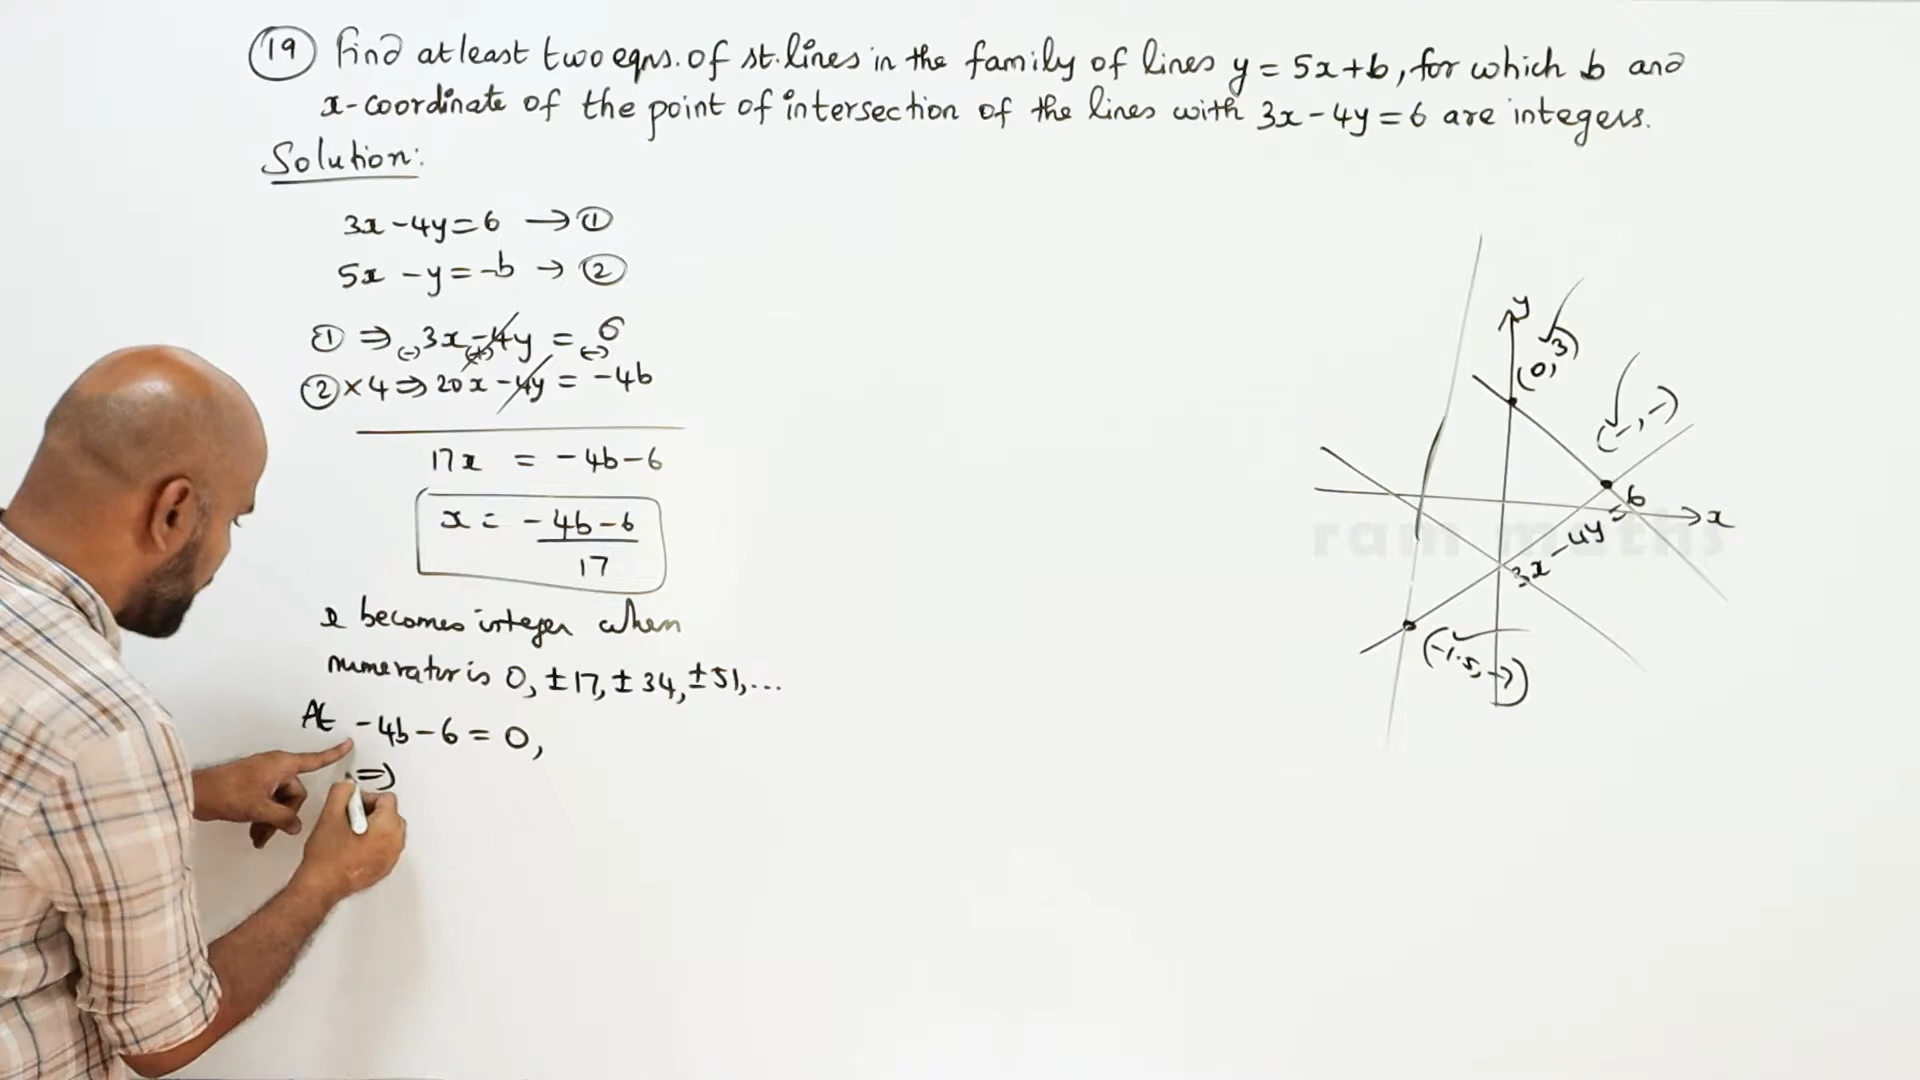 19 Find atleast two eqns. of st.lines in the family of lines y = 5x+b, for which b and
x-coordinate of the point of intersection of the lines with 3x-4y=6 are integers.
Solution:
3x-4y=6 → ①
5x-y=-b → ②
① ⇒ (-) 3x-4y = 6 (-)
②×4 ⇒ 20x-4y = -4b
17x = -4b-6
x = -4b-6
17
x becomes integer when
numerator is 0, ±17, ±34, ±51, ...
At -4b-6=0,
⇒
y
(0, 3)
(-, -)
x
3x-4y=6
(-1.5, -7)
ram maths